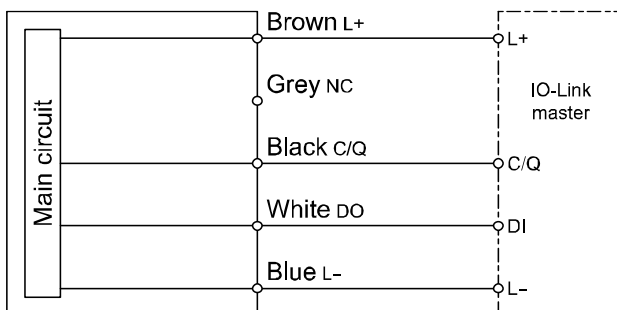 Brown L+
L+
Grey NC
IO-Link
master
Main circuit
Black C/Q
C/Q
White DO
DI
Blue L−
L−